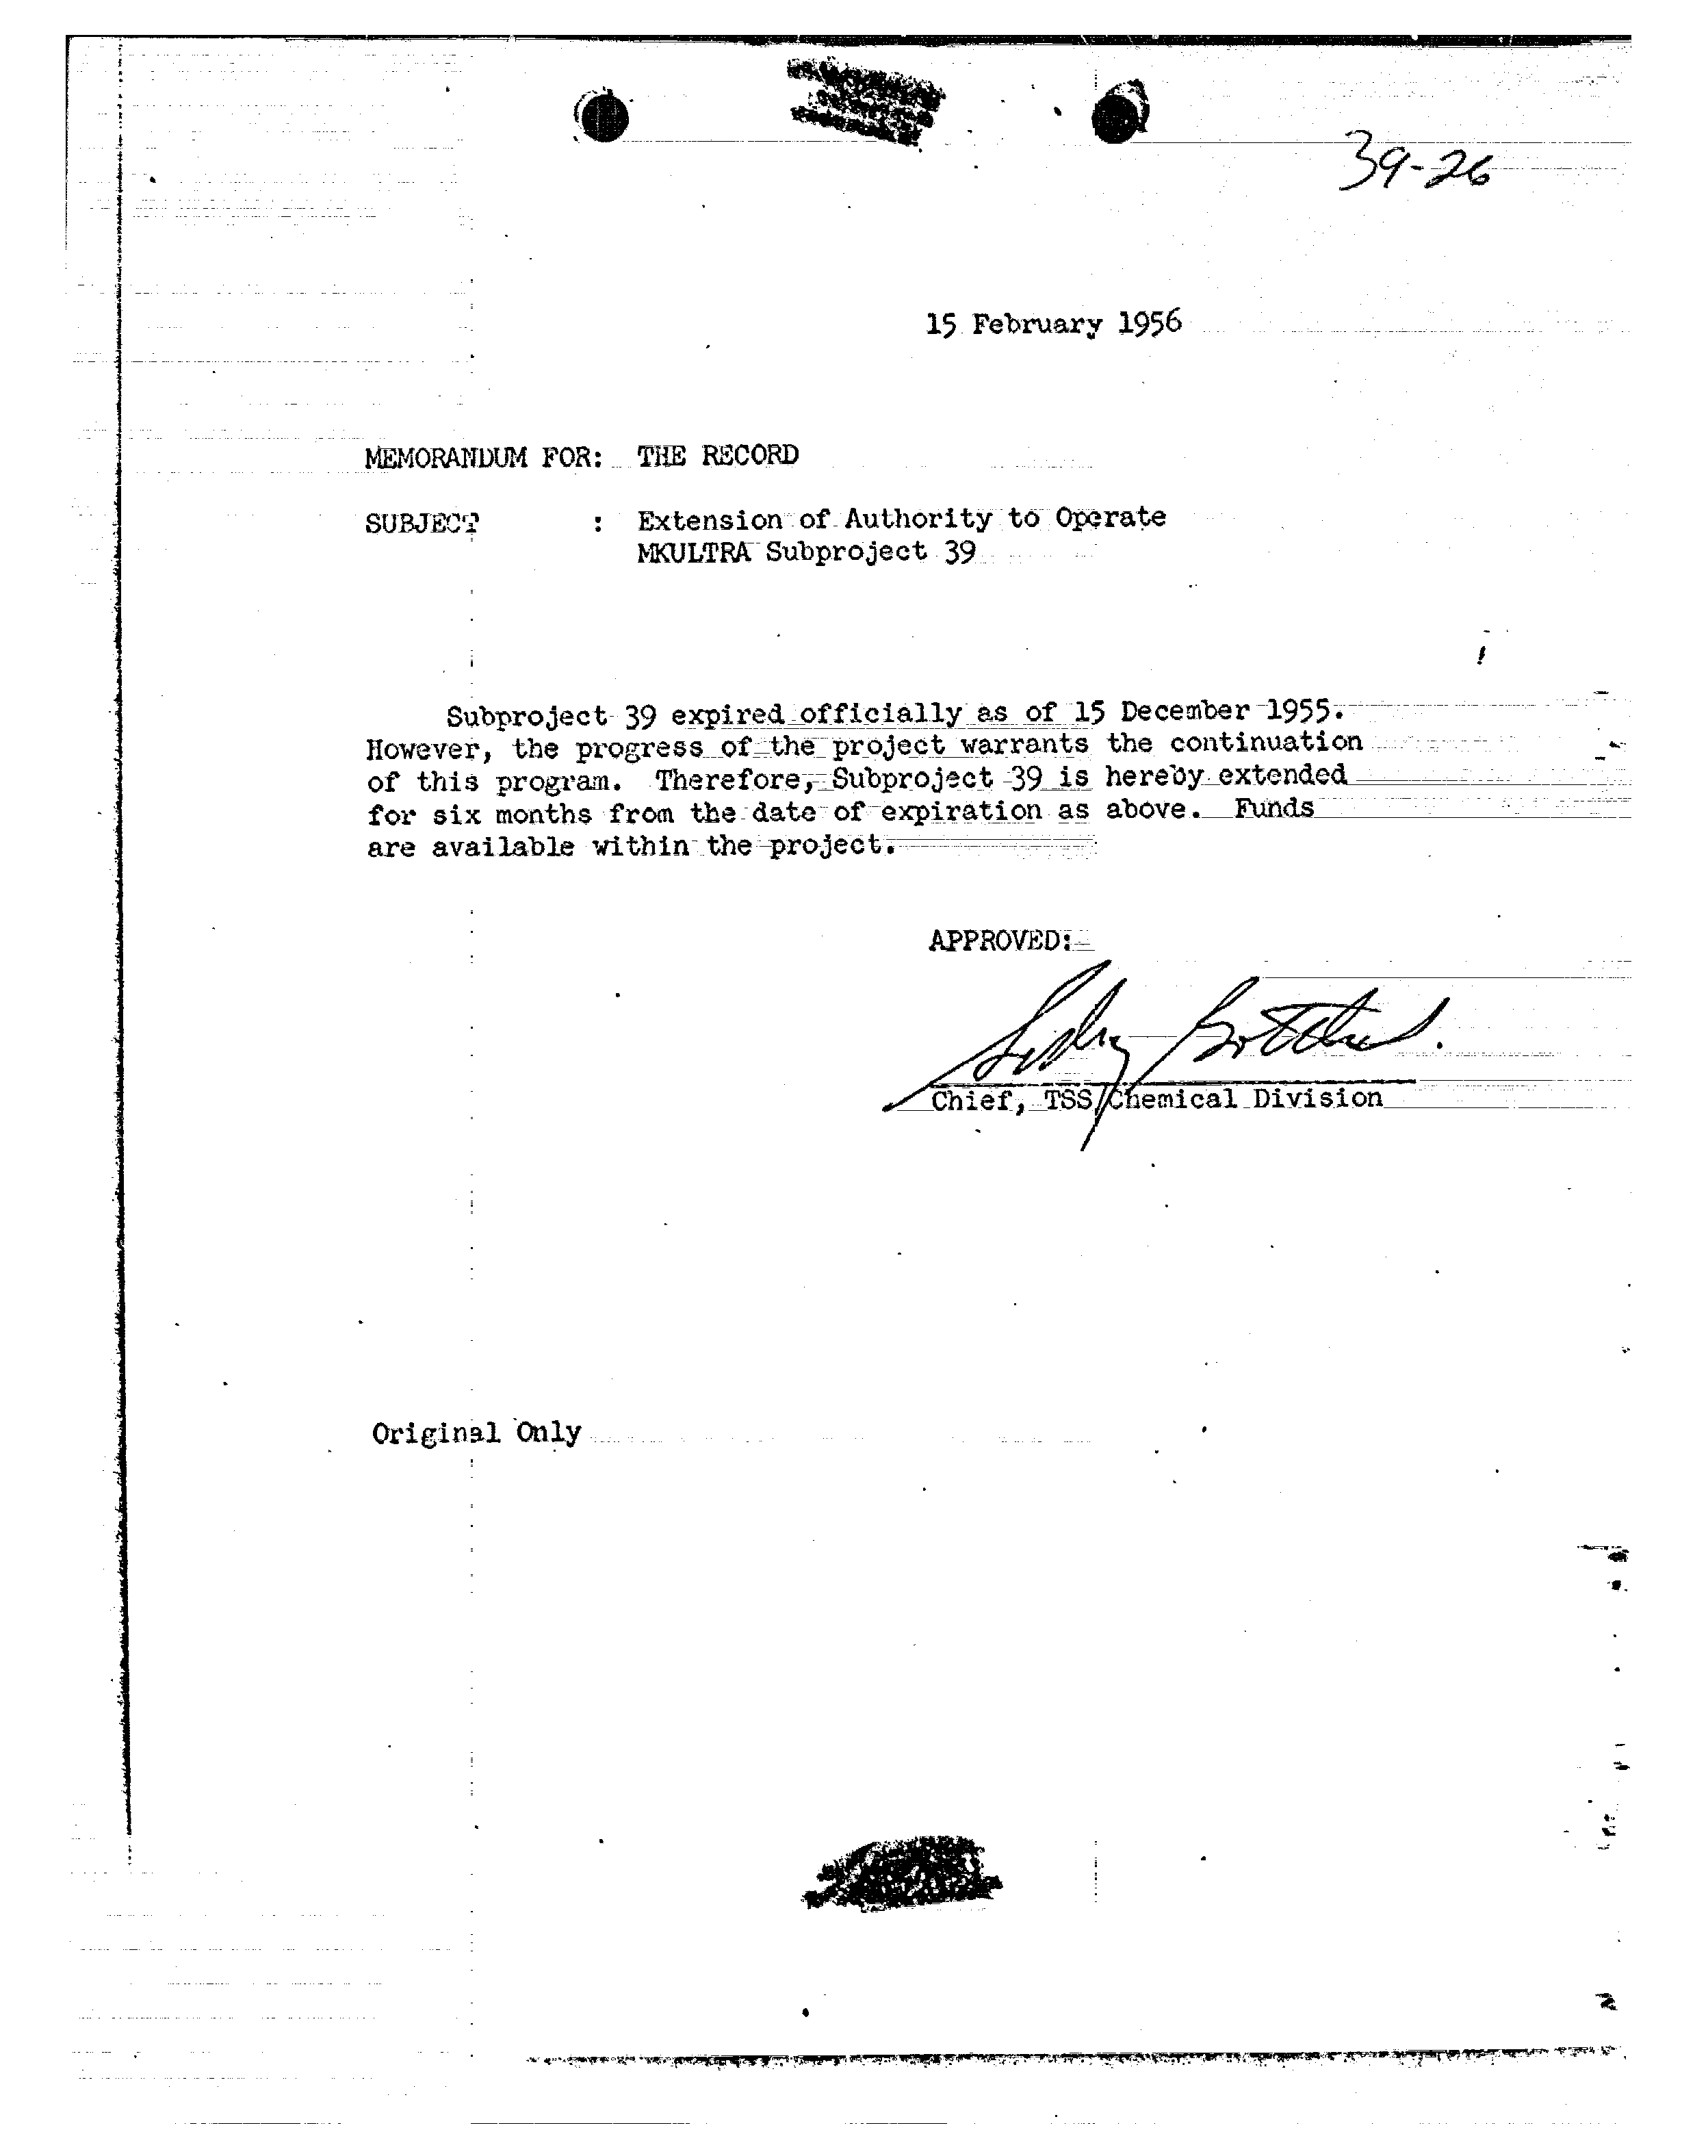 39-26
15 February 1956
MEMORANDUM FOR: THE RECORD
SUBJECT : Extension of Authority to Operate
MKULTRA Subproject 39
Subproject 39 expired officially as of 15 December 1955.
However, the progress of the project warrants the continuation
of this program. Therefore, Subproject 39 is hereby extended
for six months from the date of expiration as above. Funds
are available within the project.
APPROVED:
Sidney Gottlieb
Chief, TSS/Chemical Division
Original Only